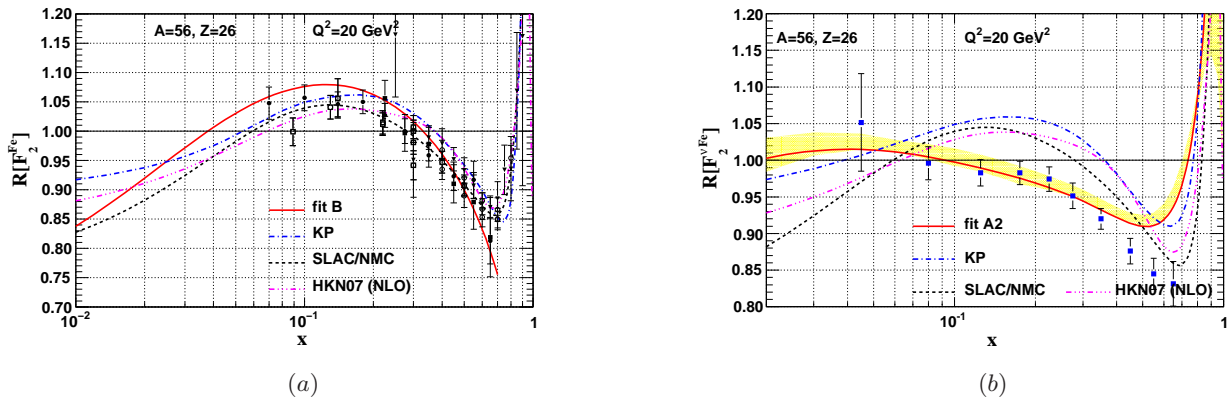 A=56, Z=26 Q²=20 GeV²
R[F₂^Fe]
1.20
1.15
1.10
1.05
1.00
0.95
0.90
0.85
0.80
0.75
0.70
fit B
KP
SLAC/NMC
HKN07 (NLO)
10⁻² 10⁻¹ 1
x
(a)
A=56, Z=26 Q²=20 GeV²
R[F₂^νFe]
1.20
1.15
1.10
1.05
1.00
0.95
0.90
0.85
0.80
fit A2
KP
SLAC/NMC HKN07 (NLO)
10⁻¹ 1
x
(b)